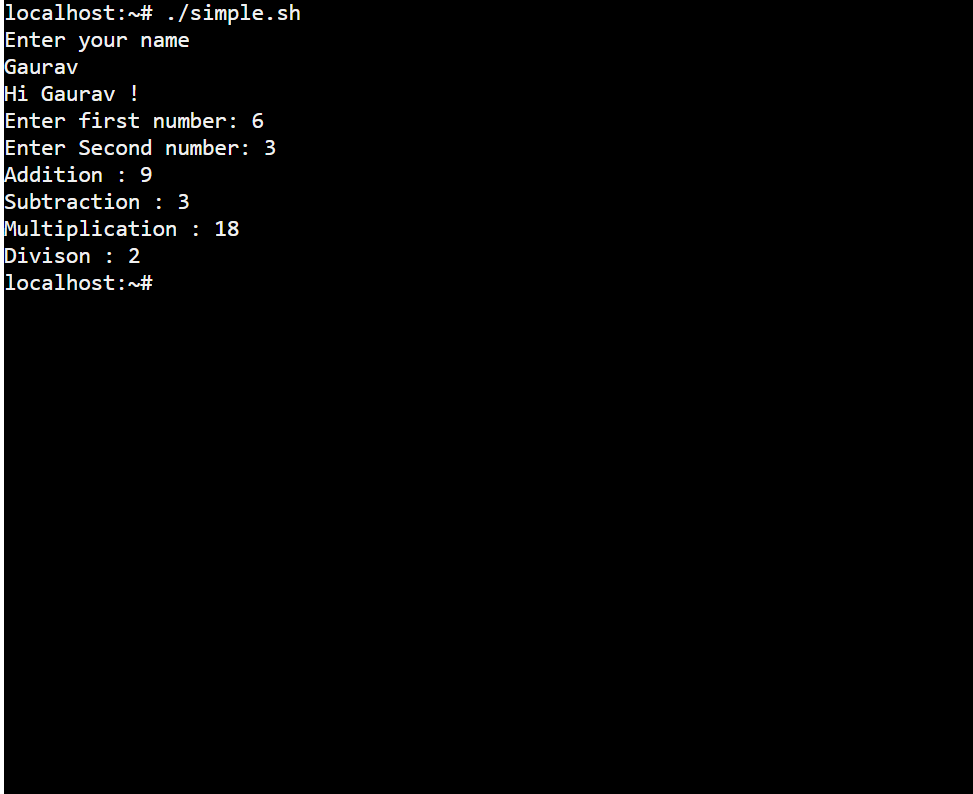 localhost:~# ./simple.sh
Enter your name
Gaurav
Hi Gaurav !
Enter first number: 6
Enter Second number: 3
Addition : 9
Subtraction : 3
Multiplication : 18
Divison : 2
localhost:~#